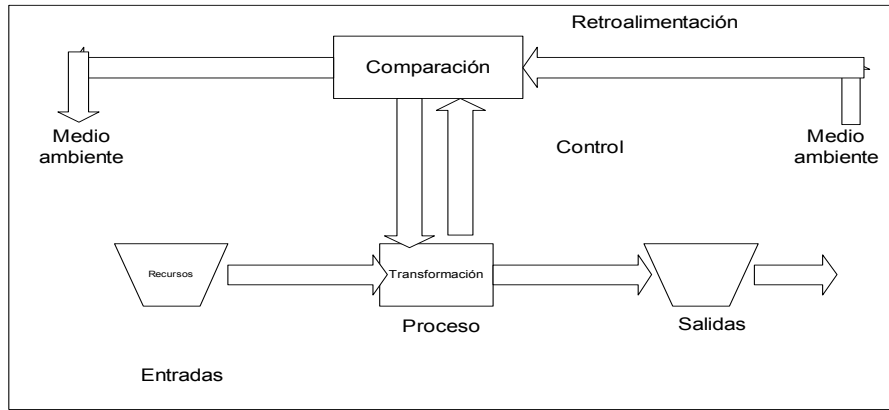 Retroalimentación
Comparación
Medio
ambiente
Control
Medio
ambiente
Recursos
Transformación
Proceso
Salidas
Entradas